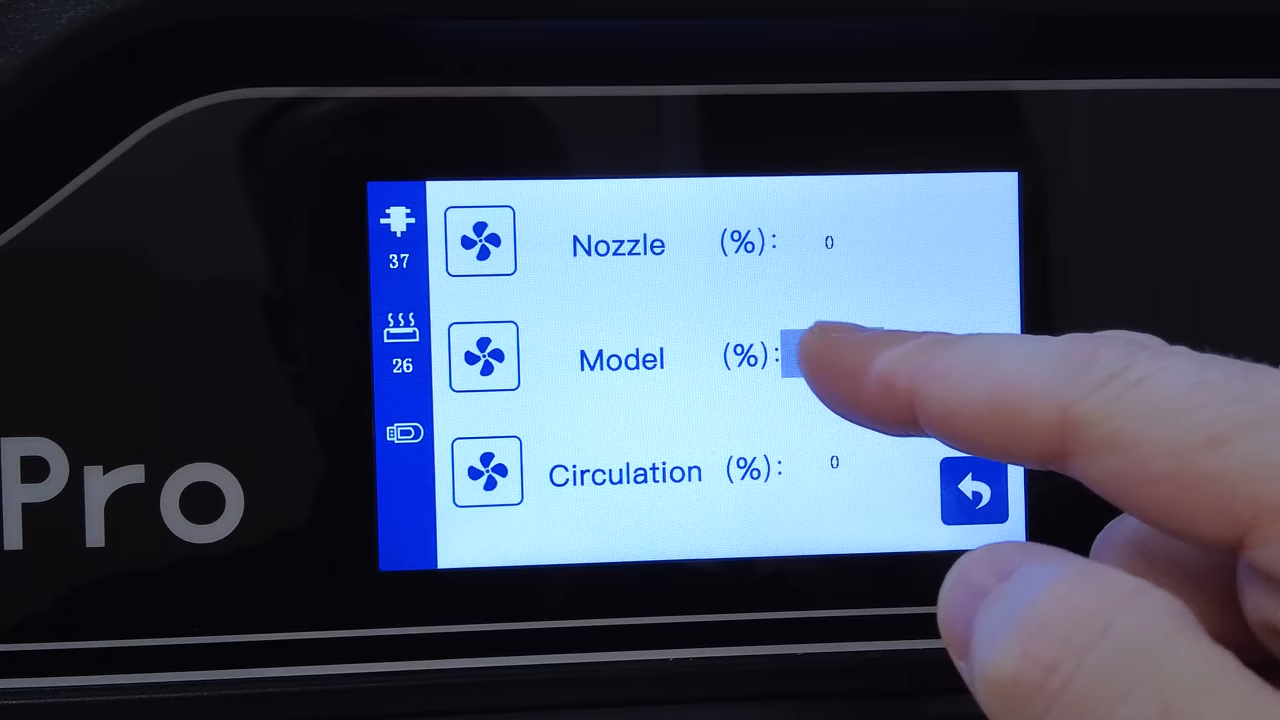 37
26
Nozzle (%): 0
Model (%):
Circulation (%): 0
Pro